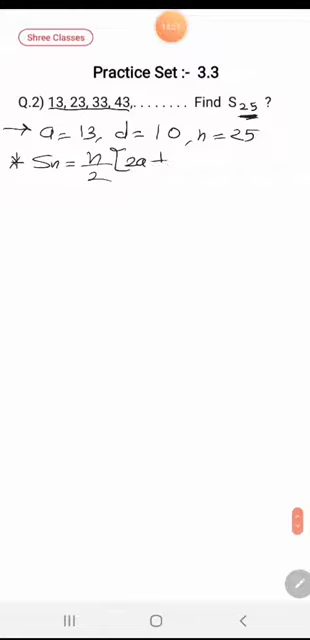 Shree Classes
Practice Set :- 3.3
Q.2) 13, 23, 33, 43,........ Find S25 ?
→ a = 13, d = 10, n = 25
* Sn = n/2 [2a +